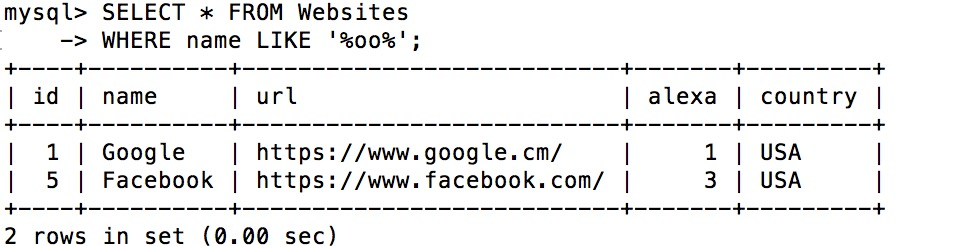 mysql> SELECT * FROM Websites
    -> WHERE name LIKE '%oo%';
+----+----------+---------------------------+-------+---------+
| id | name     | url                       | alexa | country |
+----+----------+---------------------------+-------+---------+
|  1 | Google   | https://www.google.cm/    |     1 | USA     |
|  5 | Facebook | https://www.facebook.com/ |     3 | USA     |
+----+----------+---------------------------+-------+---------+
2 rows in set (0.00 sec)